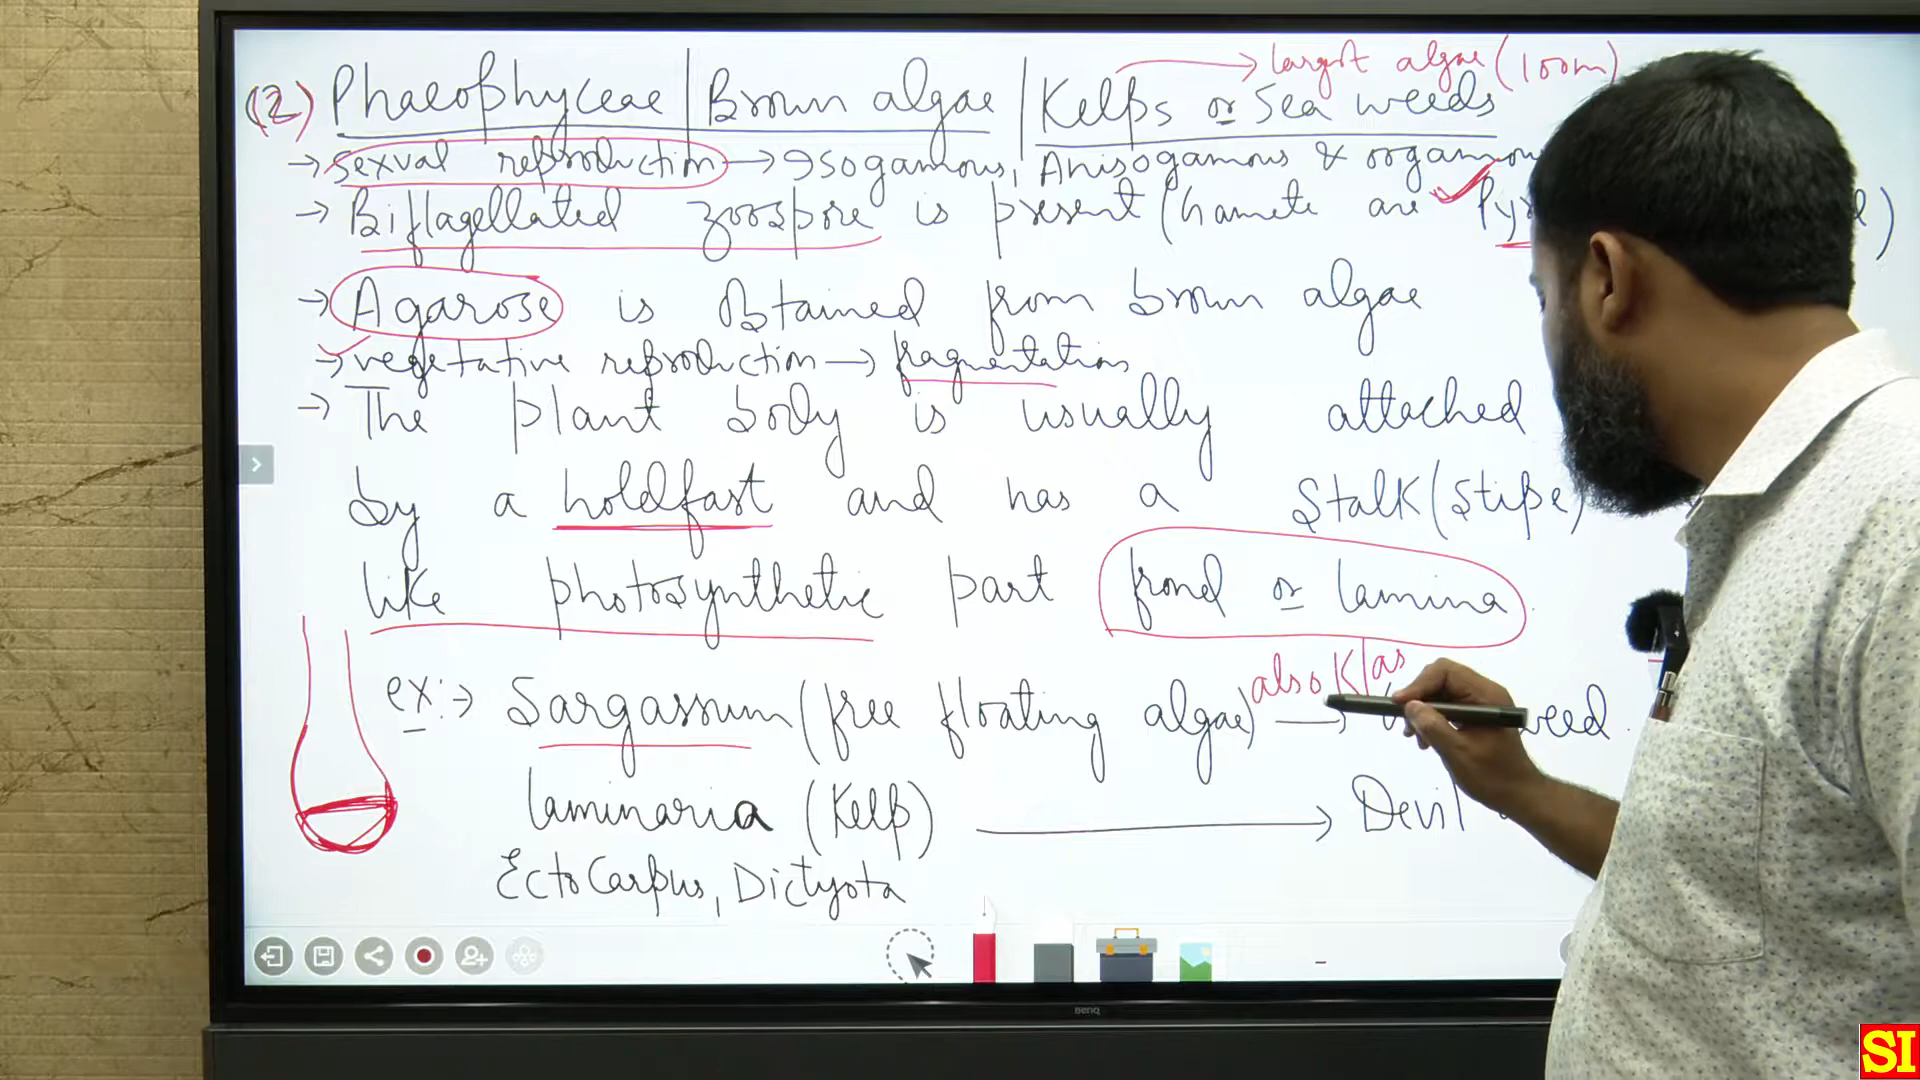 (2) Phaeophyceae | Brown algae | Kelps or Sea weeds → largest algae (100m)
→ Sexual reproduction → Isogamous, Anisogamous & oogamous
→ Biflagellated zoospore is present (Gamete are
→ Agarose is obtained from brown algae
→ vegetative reproduction → fragmentation
→ The plant body is usually attached
by a holdfast and has a Stalk (Stipe)
like photosynthetic part frond or lamina
also K/as
ex:→ Sargassum (free floating algae) → weed
Laminaria (Kelp) → Devil
EctoCarpus, Dictyota
BenQ
SI